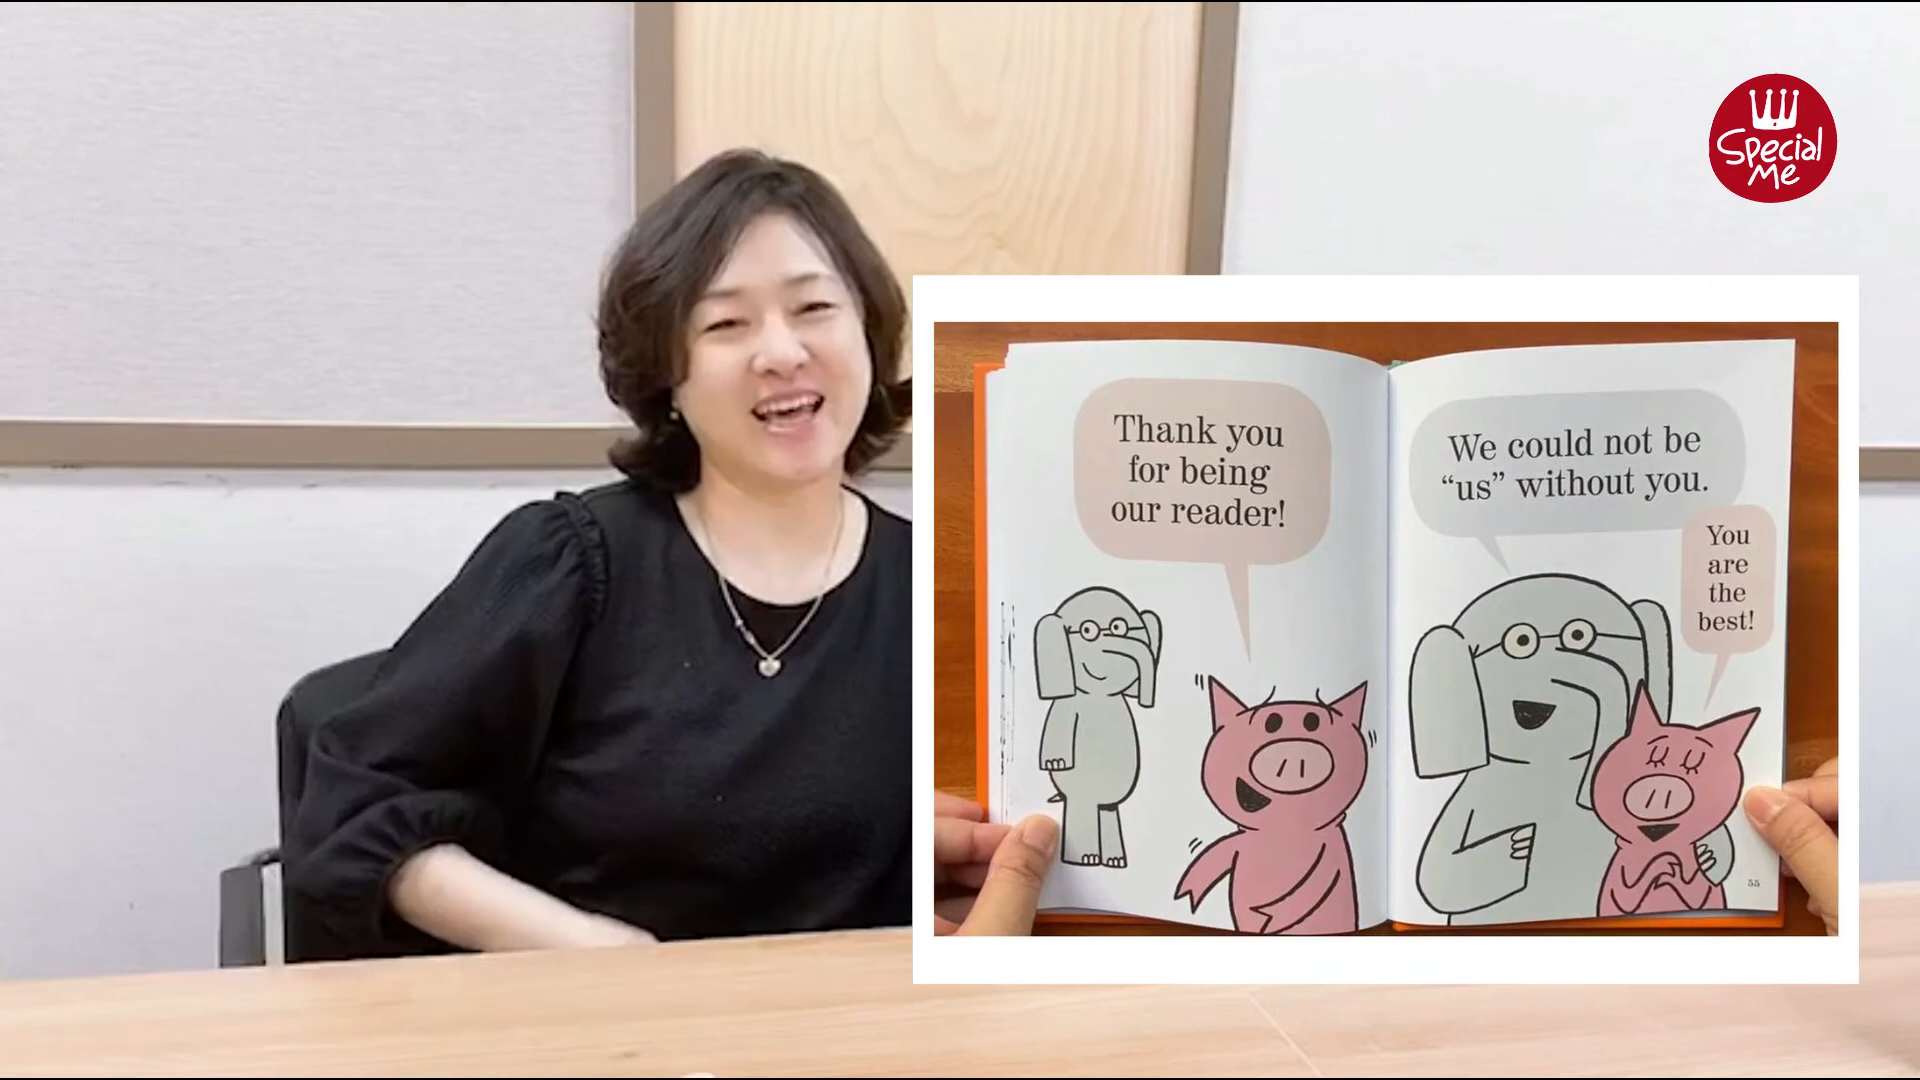 Special
Me
Thank you
for being
our reader!
We could not be
“us” without you.
You
are
the
best!
55